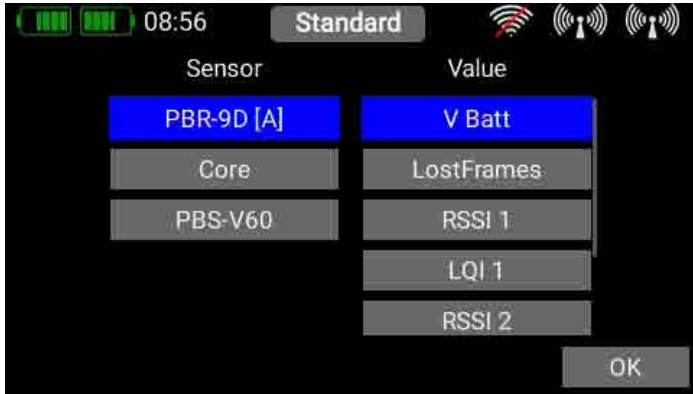 08:56 Standard
Sensor Value
PBR-9D [A] V Batt
Core LostFrames
PBS-V60 RSSI 1
LQI 1
RSSI 2
OK